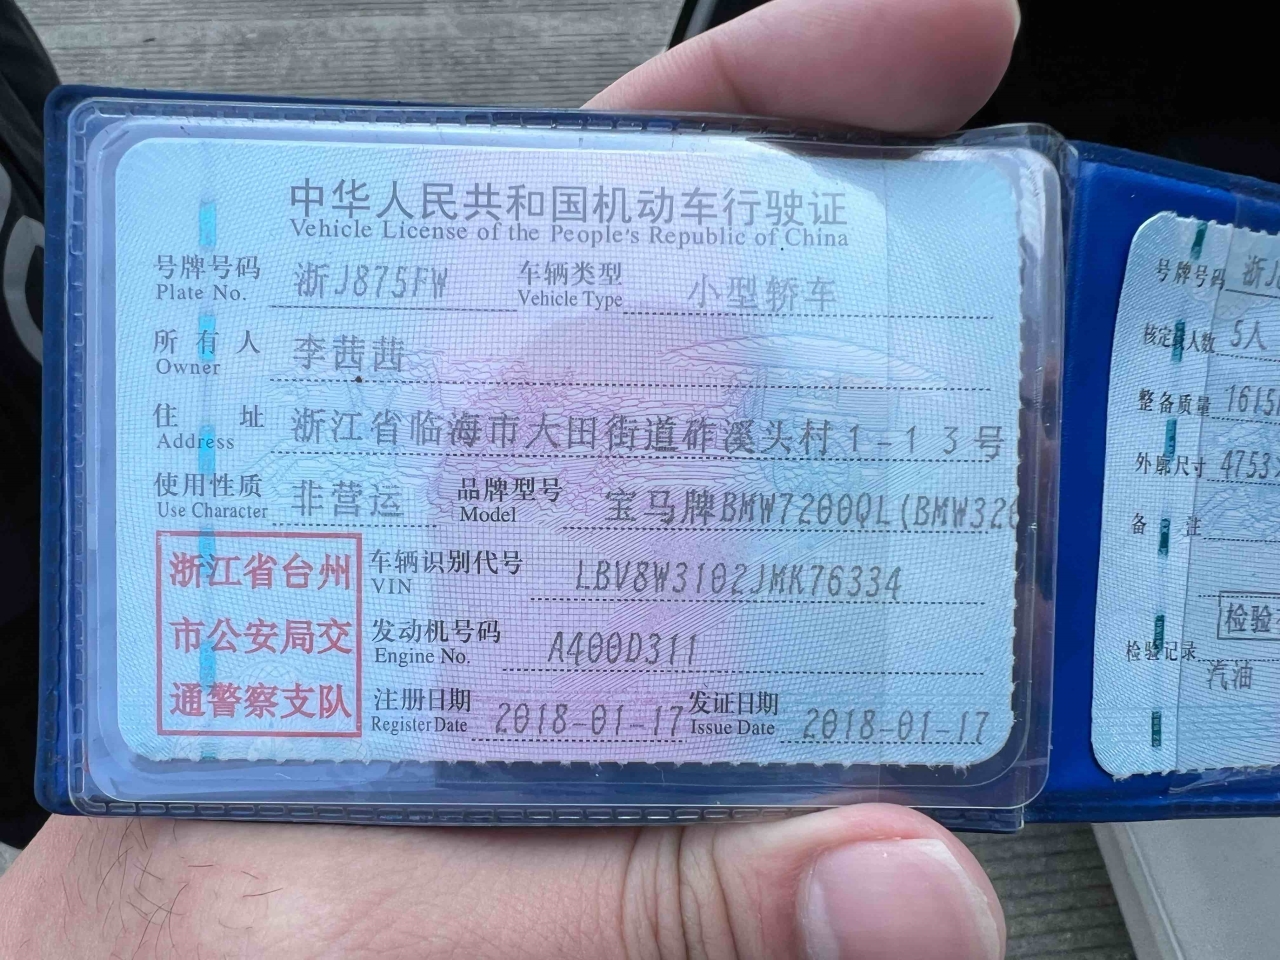 中华人民共和国机动车行驶证
Vehicle License of the People's Republic of China
号牌号码 浙J875FW 车辆类型 小型轿车
Plate No. Vehicle Type
所有人 李茜茜
Owner
住址 浙江省临海市大田街道砟溪头村1-13号
Address
使用性质 非营运 品牌型号 宝马牌BMW7200QL(BMW320
Use Character Model
浙江省台州
市公安局交
通警察支队
车辆识别代号 LBV8W3102JMK76334
VIN
发动机号码 A400D311
Engine No.
注册日期 2018-01-17 发证日期 2018-01-17
Register Date Issue Date
号牌号码 浙J
核定载人数 5人
整备质量 1615
外廓尺寸 4753
备注
检验
检验记录
汽油